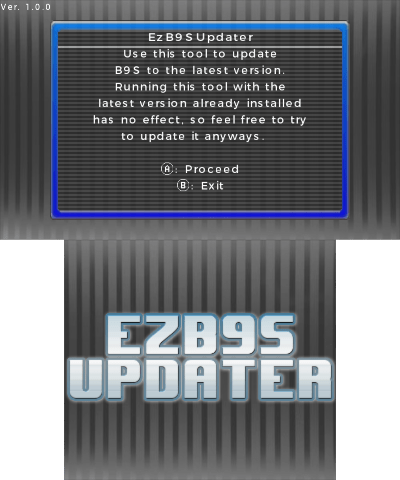 Ver. 1.0.0
EzB9SUpdater
Use this tool to update
B9S to the latest version.
Running this tool with the
latest version already installed
has no effect, so feel free to try
to update it anyways.
Ⓐ: Proceed
Ⓑ: Exit
EZB9S
UPDATER